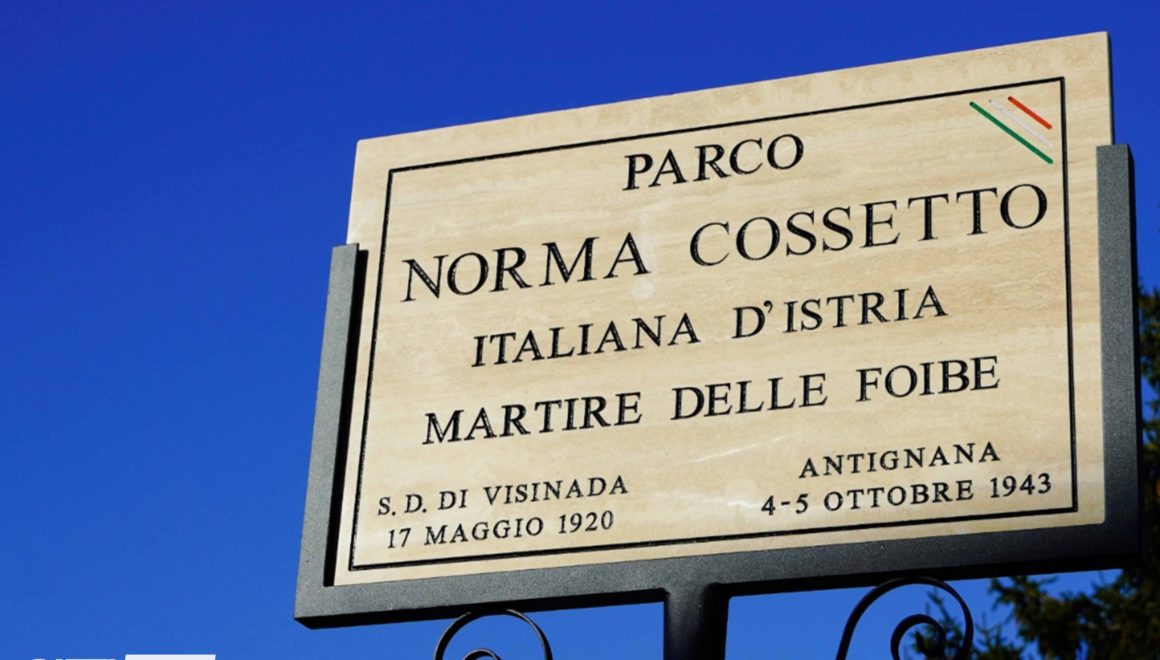 PARCO
NORMA COSSETTO
ITALIANA D'ISTRIA
MARTIRE DELLE FOIBE
S. D. DI VISINADA
17 MAGGIO 1920
ANTIGNANA
4-5 OTTOBRE 1943